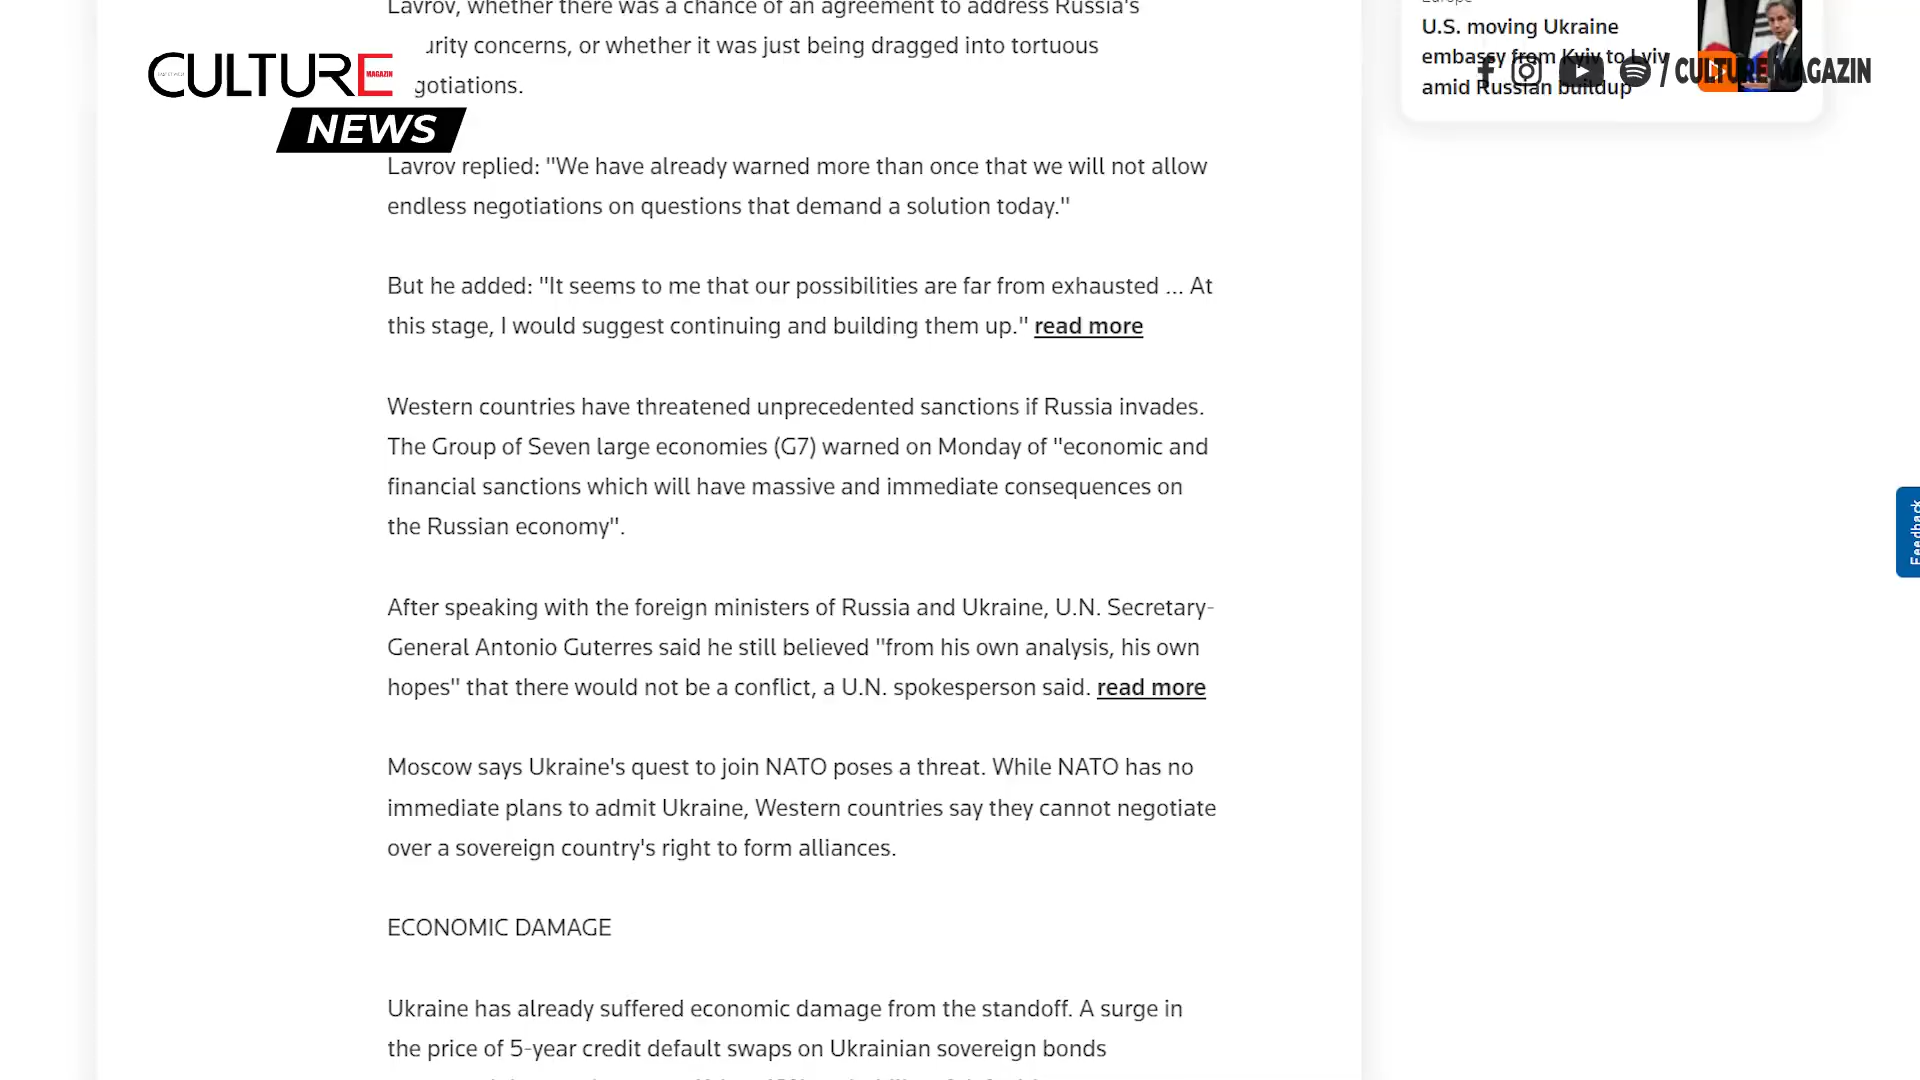 Lavrov, whether there was a chance of an agreement to address Russia's
urity concerns, or whether it was just being dragged into tortuous
gotiations.
CULTURE
MAGAZIN
NEWS
Lavrov replied: "We have already warned more than once that we will not allow
endless negotiations on questions that demand a solution today."
But he added: "It seems to me that our possibilities are far from exhausted ... At
this stage, I would suggest continuing and building them up." read more
Western countries have threatened unprecedented sanctions if Russia invades.
The Group of Seven large economies (G7) warned on Monday of "economic and
financial sanctions which will have massive and immediate consequences on
the Russian economy".
After speaking with the foreign ministers of Russia and Ukraine, U.N. Secretary-
General Antonio Guterres said he still believed "from his own analysis, his own
hopes" that there would not be a conflict, a U.N. spokesperson said. read more
Moscow says Ukraine's quest to join NATO poses a threat. While NATO has no
immediate plans to admit Ukraine, Western countries say they cannot negotiate
over a sovereign country's right to form alliances.
ECONOMIC DAMAGE
Ukraine has already suffered economic damage from the standoff. A surge in
the price of 5-year credit default swaps on Ukrainian sovereign bonds
Europe
U.S. moving Ukraine
embassy from Kyiv to Lviv
amid Russian buildup
/ CULTURE MAGAZIN
Feedback